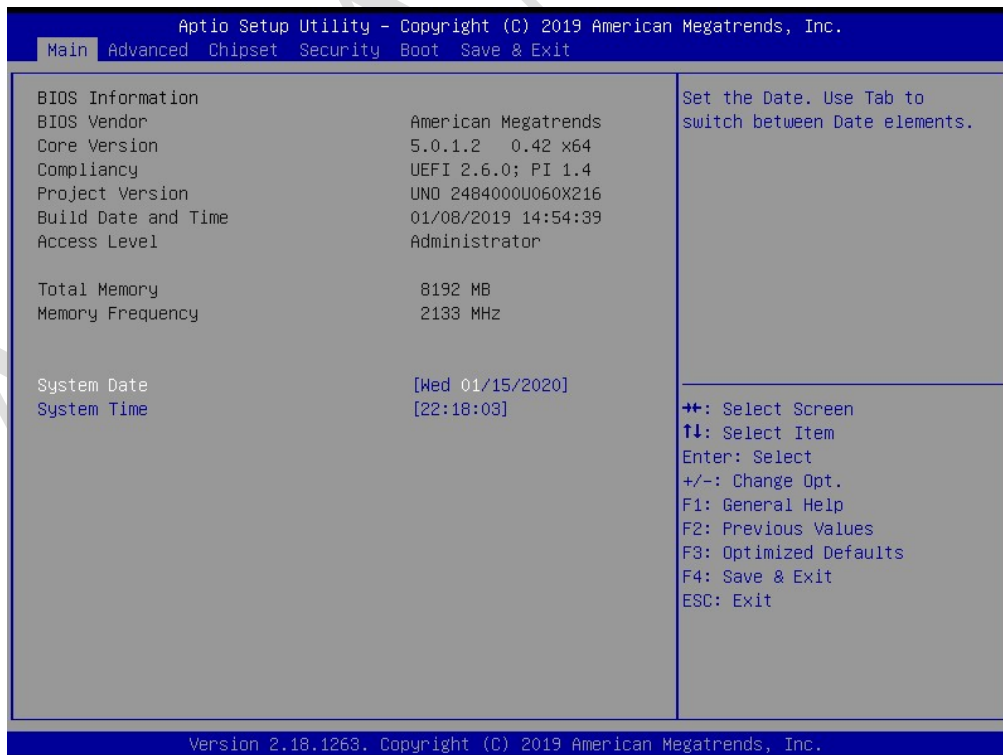 Aptio Setup Utility – Copyright (C) 2019 American Megatrends, Inc.
Main Advanced Chipset Security Boot Save & Exit
BIOS Information
BIOS Vendor American Megatrends
Core Version 5.0.1.2 0.42 x64
Compliancy UEFI 2.6.0; PI 1.4
Project Version UNO 2484000U060X216
Build Date and Time 01/08/2019 14:54:39
Access Level Administrator
Total Memory 8192 MB
Memory Frequency 2133 MHz
System Date [Wed 01/15/2020]
System Time [22:18:03]
Set the Date. Use Tab to
switch between Date elements.
→←: Select Screen
↑↓: Select Item
Enter: Select
+/-: Change Opt.
F1: General Help
F2: Previous Values
F3: Optimized Defaults
F4: Save & Exit
ESC: Exit
Version 2.18.1263. Copyright (C) 2019 American Megatrends, Inc.